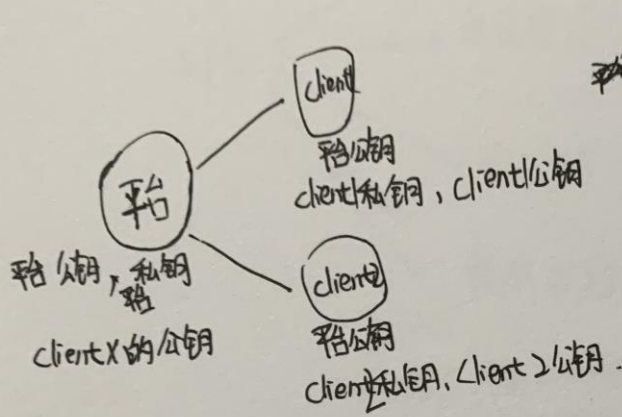 client
平台公钥
client1私钥，client1公钥
平台
平台公钥，私钥
平台
clientX的公钥
client2
平台公钥
client2私钥，client2公钥.